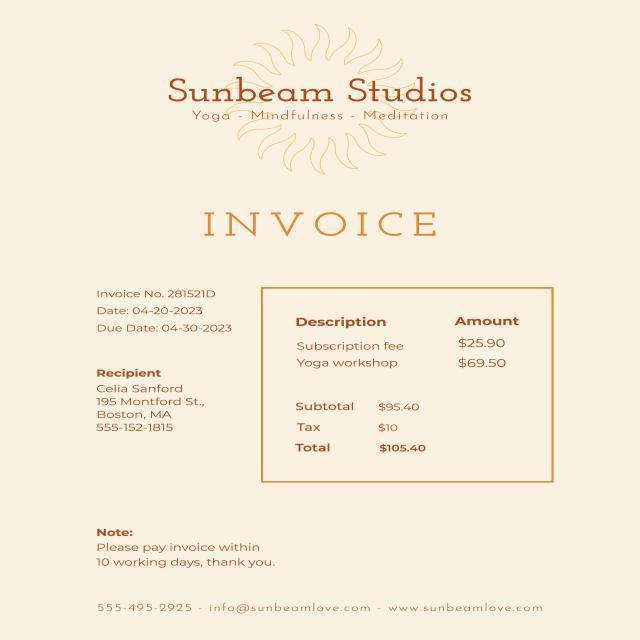 Sunbeam Studios
Yoga - Mindfulness - Meditation
INVOICE
Invoice No. 281521D
Date: 04-20-2023
Due Date: 04-30-2023
Recipient
Celia Sanford
195 Montford St.,
Boston, MA
555-152-1815
Description Amount
Subscription fee $25.90
Yoga workshop $69.50
Subtotal $95.40
Tax $10
Total $105.40
Note:
Please pay invoice within
10 working days, thank you.
555-495-2925 - info@sunbeamlove.com - www.sunbeamlove.com